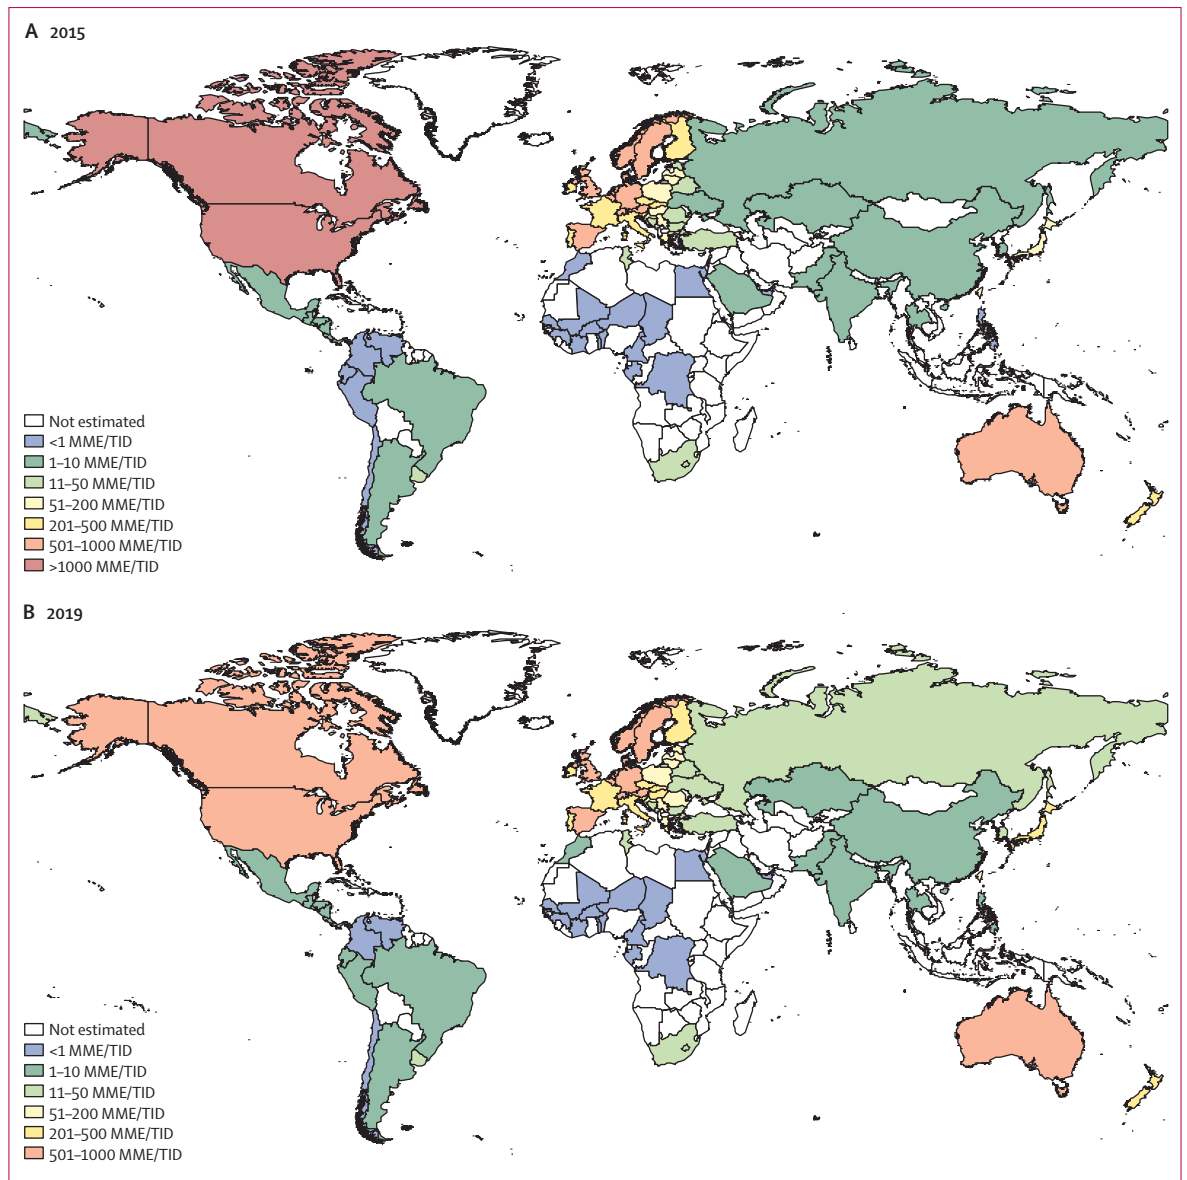 A 2015
Not estimated
<1 MME/TID
1–10 MME/TID
11–50 MME/TID
51–200 MME/TID
201–500 MME/TID
501–1000 MME/TID
>1000 MME/TID
B 2019
Not estimated
<1 MME/TID
1–10 MME/TID
11–50 MME/TID
51–200 MME/TID
201–500 MME/TID
501–1000 MME/TID